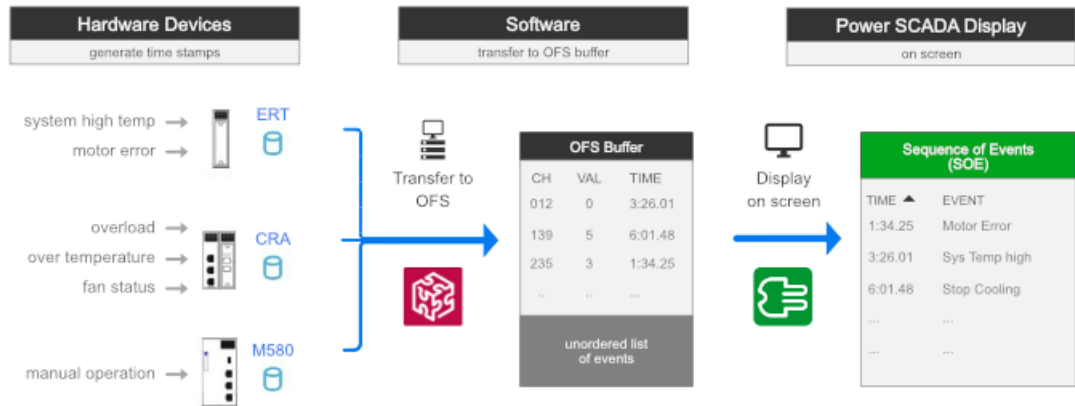 Hardware Devices
generate time stamps
system high temp
motor error
ERT
overload
over temperature
fan status
CRA
manual operation
M580
Software
transfer to OFS buffer
Transfer to
OFS
OFS Buffer
CH VAL TIME
012 0 3:26.01
139 5 6:01.48
235 3 1:34.25
.. .. ...
unordered list
of events
Power SCADA Display
on screen
Display
on screen
Sequence of Events
(SOE)
TIME EVENT
1:34.25 Motor Error
3:26.01 Sys Temp high
6:01.48 Stop Cooling
... ...
... ...